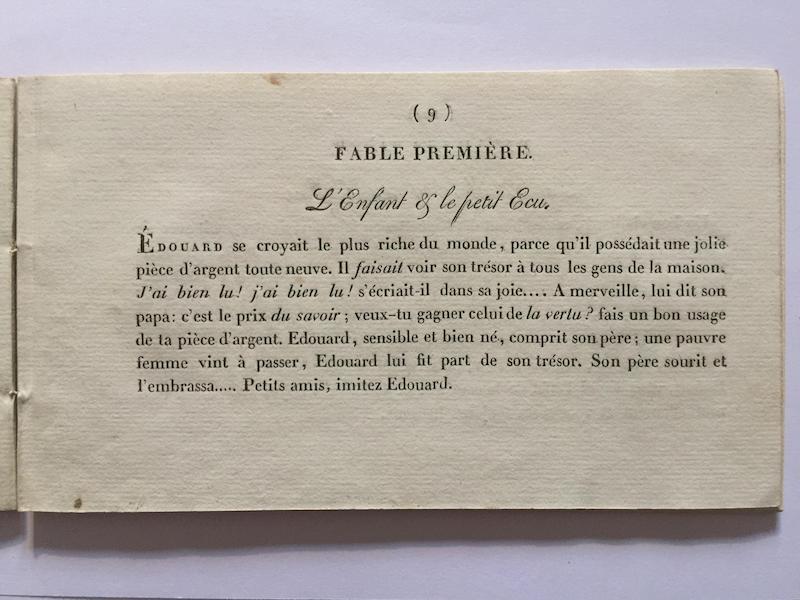 ( 9 )
FABLE PREMIÈRE.
L'Enfant & le petit Ecu.
ÉDOUARD se croyait le plus riche du monde, parce qu'il possédait une jolie
pièce d'argent toute neuve. Il faisait voir son trésor à tous les gens de la maison.
J'ai bien lu! j'ai bien lu! s'écriait-il dans sa joie.... A merveille, lui dit son
papa: c'est le prix du savoir; veux-tu gagner celui de la vertu? fais un bon usage
de ta pièce d'argent. Edouard, sensible et bien né, comprit son père; une pauvre
femme vint à passer, Edouard lui fit part de son trésor. Son père sourit et
l'embrassa..... Petits amis, imitez Edouard.